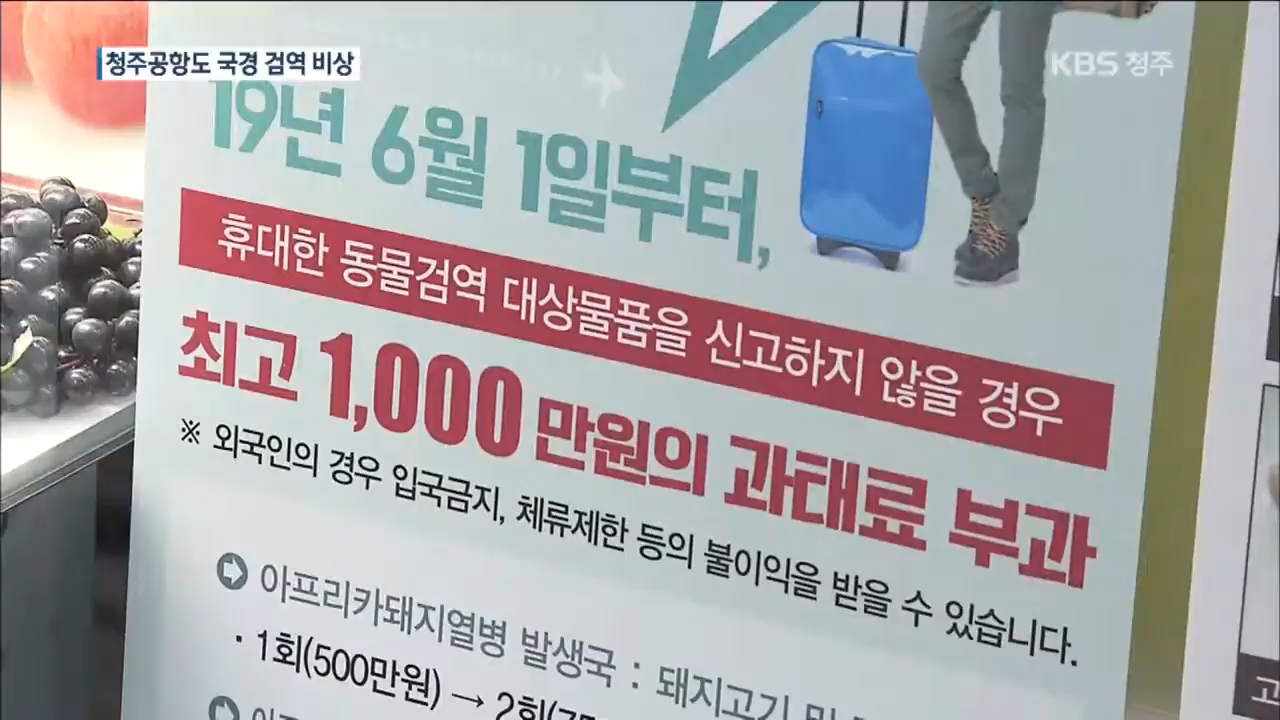 청주공항도 국경 검역 비상
KBS 청주
19년 6월 1일부터,
휴대한 동물검역 대상물품을 신고하지 않을 경우
최고 1,000만원의 과태료 부과
※ 외국인의 경우 입국금지, 체류제한 등의 불이익을 받을 수 있습니다.
아프리카돼지열병 발생국 : 돼지고기 및
· 1회(500만원) → 2회(
고